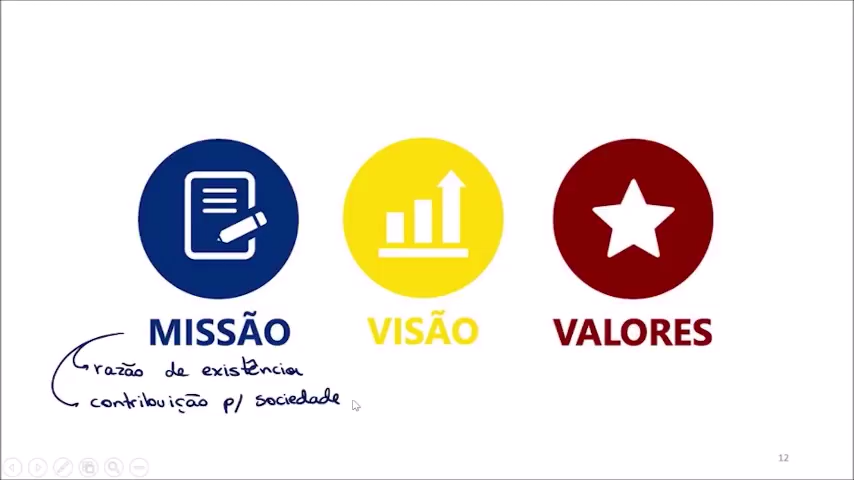 MISSÃO VISÃO VALORES
razão de existência
contribuição p/ sociedade
12